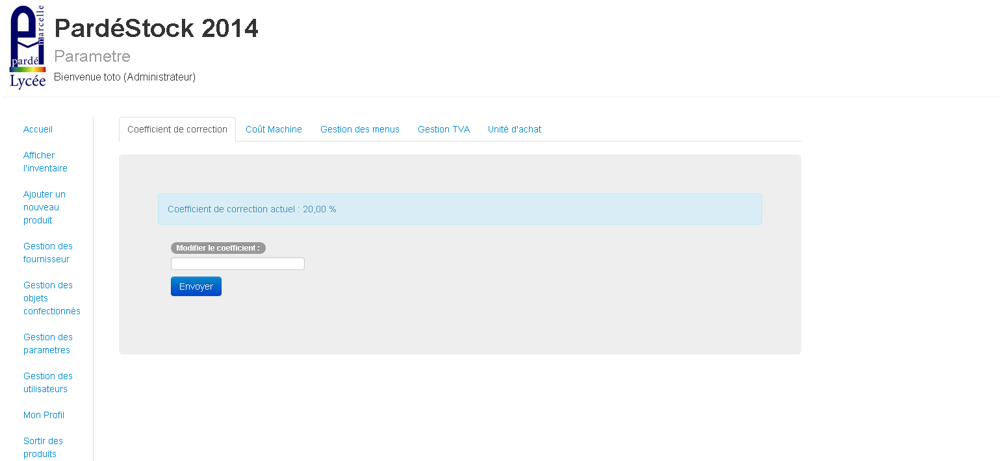 marcelle
pardé
Lycée
PardéStock 2014
Parametre
Bienvenue toto (Administrateur)
Accueil
Afficher
l'inventaire
Ajouter un
nouveau
produit
Gestion des
fournisseur
Gestion des
objets
confectionnés
Gestion des
parametres
Gestion des
utilisateurs
Mon Profil
Sortir des
produits
Coefficient de correction
Coût Machine
Gestion des menus
Gestion TVA
Unité d'achat
Coefficient de correction actuel : 20,00 %
Modifier le coefficient :
Envoyer